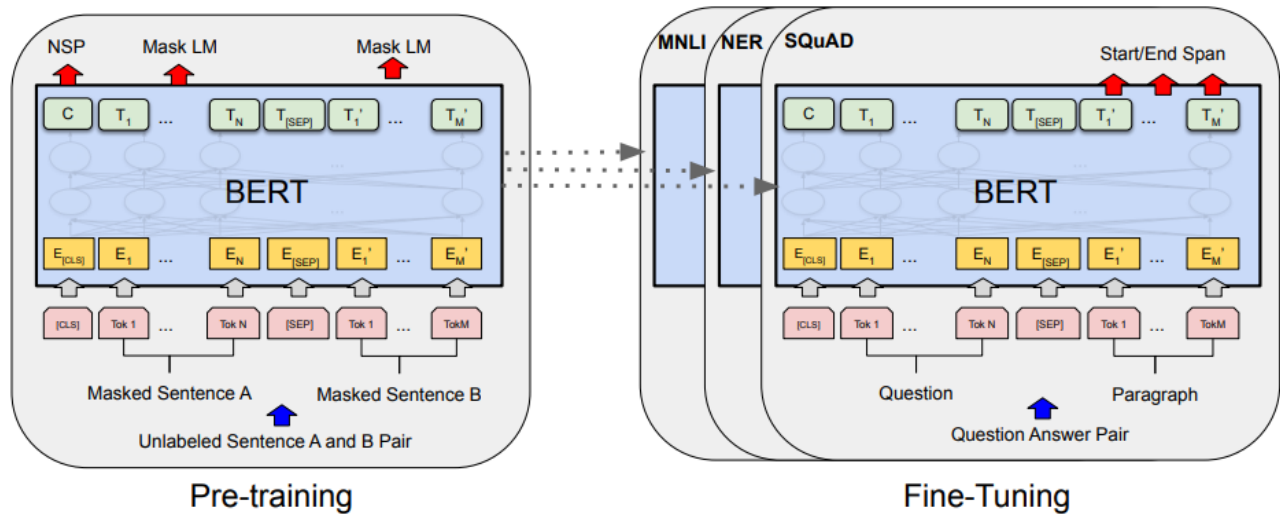 NSP Mask LM Mask LM
C T1 ... TN T[SEP] T1' ... TM'
...
BERT
...
E[CLS] E1 ... EN E[SEP] E1' ... EM'
[CLS] Tok 1 ... Tok N [SEP] Tok 1 ... TokM
Masked Sentence A Masked Sentence B
Unlabeled Sentence A and B Pair
Pre-training
MNLI NER SQuAD
Start/End Span
C T1 ... TN T[SEP] T1' ... TM'
...
BERT
...
E[CLS] E1 ... EN E[SEP] E1' ... EM'
[CLS] Tok 1 ... Tok N [SEP] Tok 1 ... TokM
Question Paragraph
Question Answer Pair
Fine-Tuning